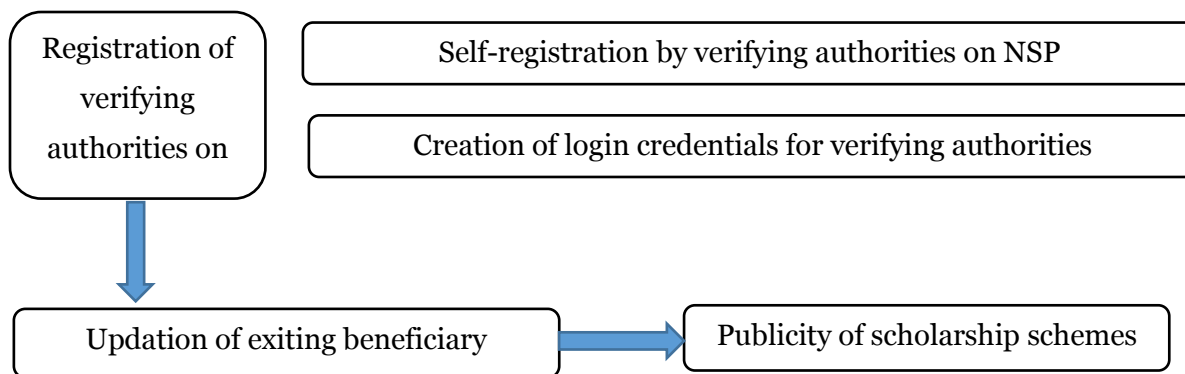 Registration of
verifying
authorities on
Self-registration by verifying authorities on NSP
Creation of login credentials for verifying authorities
Updation of exiting beneficiary
Publicity of scholarship schemes